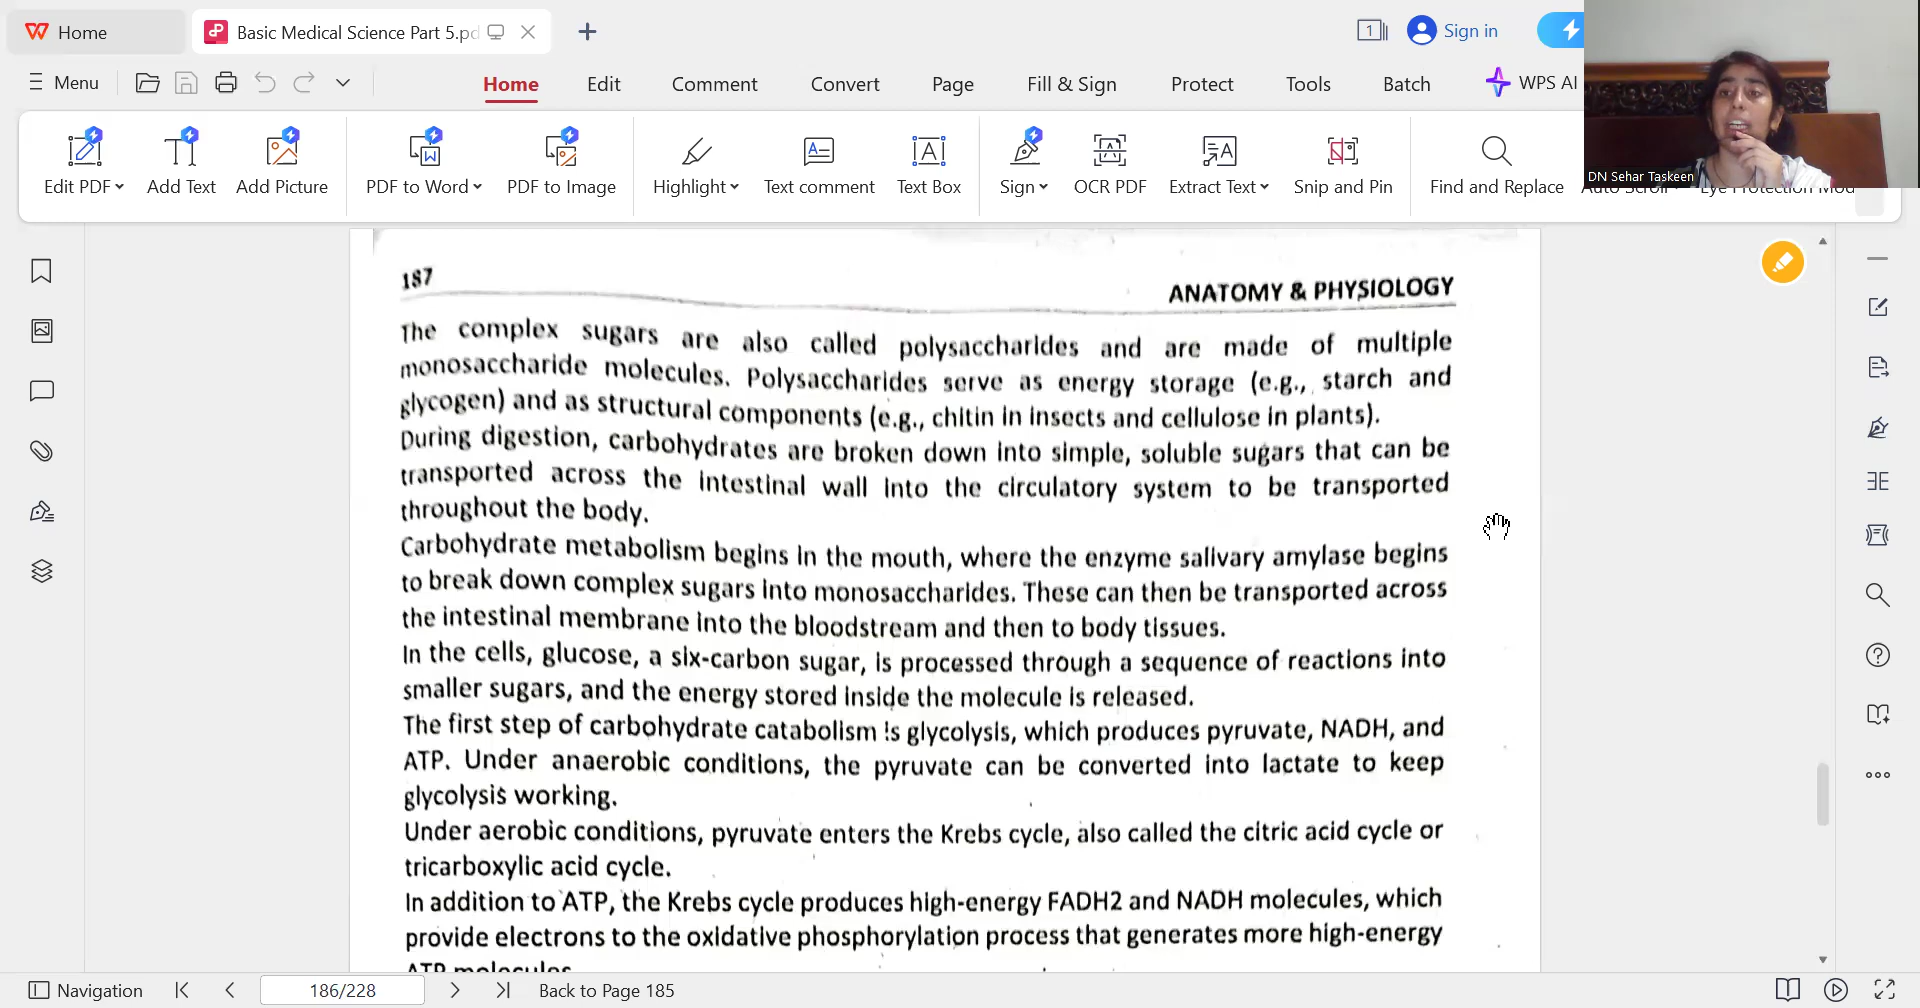 Home
Basic Medical Science Part 5.pd
1
Sign in
Menu
Home
Edit
Comment
Convert
Page
Fill & Sign
Protect
Tools
Batch
WPS AI
Edit PDF
Add Text
Add Picture
PDF to Word
PDF to Image
Highlight
Text comment
Text Box
Sign
OCR PDF
Extract Text
Snip and Pin
Find and Replace
Auto Scroll
Eye Protection Mod
DN Sehar Taskeen
187
ANATOMY & PHYSIOLOGY
The complex sugars are also called polysaccharides and are made of multiple
monosaccharide molecules. Polysaccharides serve as energy storage (e.g., starch and
glycogen) and as structural components (e.g., chitin in insects and cellulose in plants).
During digestion, carbohydrates are broken down into simple, soluble sugars that can be
transported across the intestinal wall into the circulatory system to be transported
throughout the body.
Carbohydrate metabolism begins in the mouth, where the enzyme salivary amylase begins
to break down complex sugars into monosaccharides. These can then be transported across
the intestinal membrane into the bloodstream and then to body tissues.
In the cells, glucose, a six-carbon sugar, is processed through a sequence of reactions into
smaller sugars, and the energy stored inside the molecule is released.
The first step of carbohydrate catabolism is glycolysis, which produces pyruvate, NADH, and
ATP. Under anaerobic conditions, the pyruvate can be converted into lactate to keep
glycolysis working.
Under aerobic conditions, pyruvate enters the Krebs cycle, also called the citric acid cycle or
tricarboxylic acid cycle.
In addition to ATP, the Krebs cycle produces high-energy FADH2 and NADH molecules, which
provide electrons to the oxidative phosphorylation process that generates more high-energy
ATP molecules.
Navigation
186/228
Back to Page 185